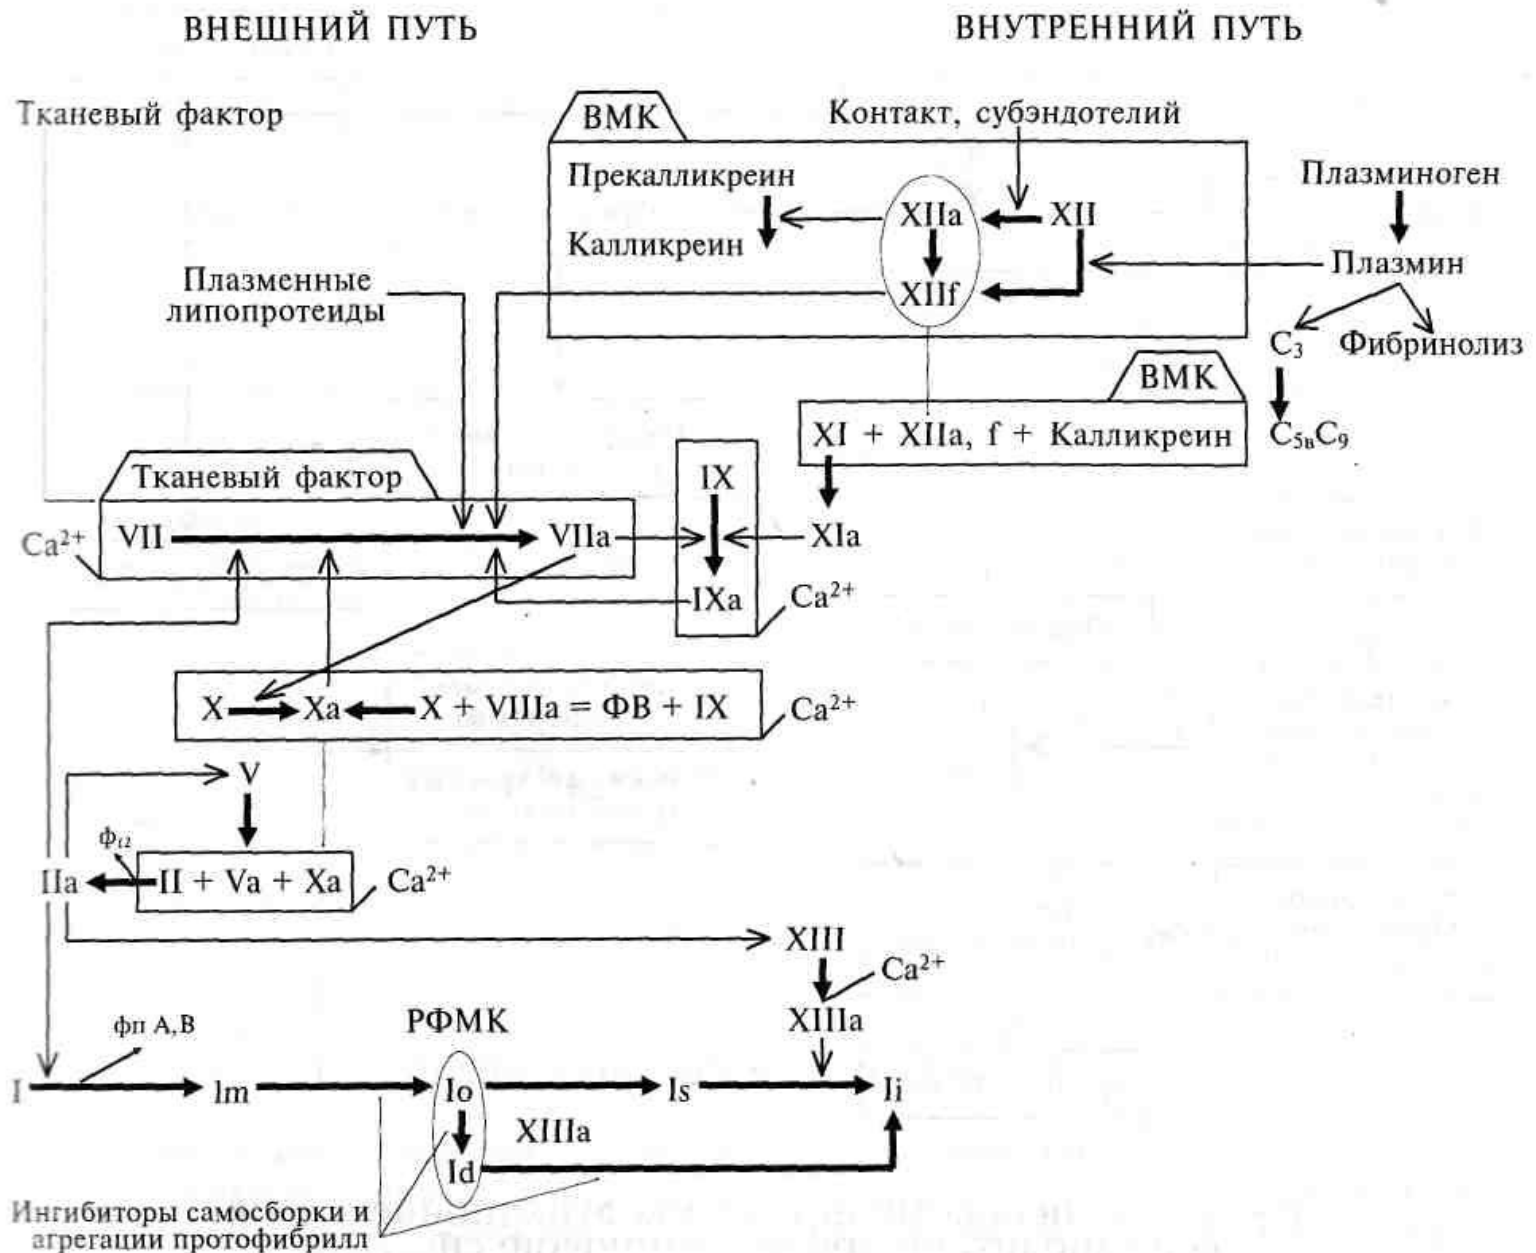 ВНЕШНИЙ ПУТЬ
ВНУТРЕННИЙ ПУТЬ
Тканевый фактор
ВМК
Контакт, субэндотелий
Прекалликреин
XIIa
XII
Плазминоген
Калликреин
Плазмин
Плазменные
липопротеиды
XIIf
C₃
Фибринолиз
ВМК
XI + XIIa, f + Калликреин
C₅вC₉
Тканевый фактор
IX
Ca²⁺
VII
VIIa
XIa
IXa
Ca²⁺
X
Xa
X + VIIIa = ФВ + IX
Ca²⁺
V
IIa
II + Va + Xa
Ca²⁺
XIII
Ca²⁺
XIIIa
фп A,B
РФМК
I
Im
Io
Is
Ii
XIIIa
Id
Ингибиторы самосборки и
агрегации протофибрилл